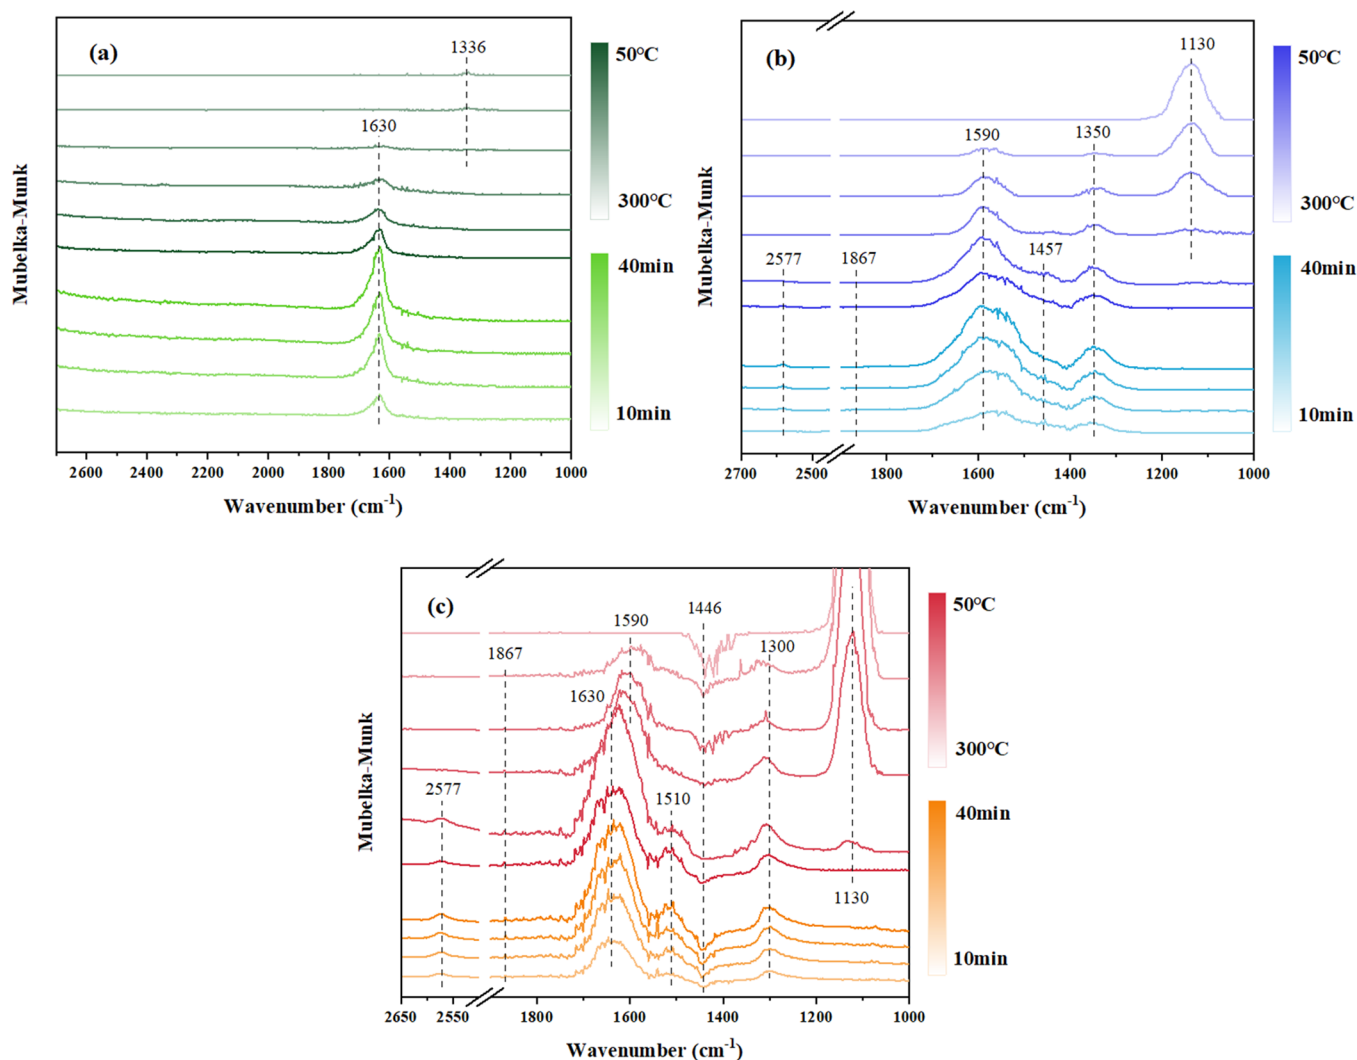 (a)
1336
1630
50°C
300°C
40min
10min
Mubelka-Munk
2600 2400 2200 2000 1800 1600 1400 1200 1000
Wavenumber (cm⁻¹)
(b)
1130
1590
1350
2577
1867
1457
50°C
300°C
40min
10min
Mubelka-Munk
2700 2500 1800 1600 1400 1200 1000
Wavenumber (cm⁻¹)
(c)
1590
1446
1867
1300
1630
2577
1510
1130
50°C
300°C
40min
10min
Mubelka-Munk
2650 2550 1800 1600 1400 1200 1000
Wavenumber (cm⁻¹)